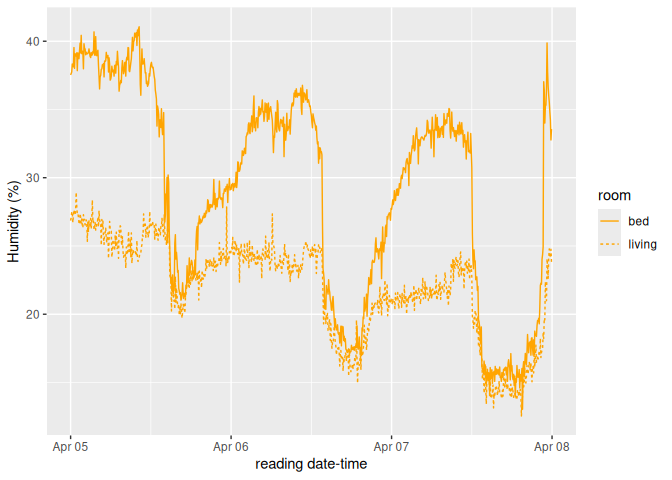 Humidity (%)
40
30
20
Apr 05
Apr 06
Apr 07
Apr 08
reading date-time
room
bed
living